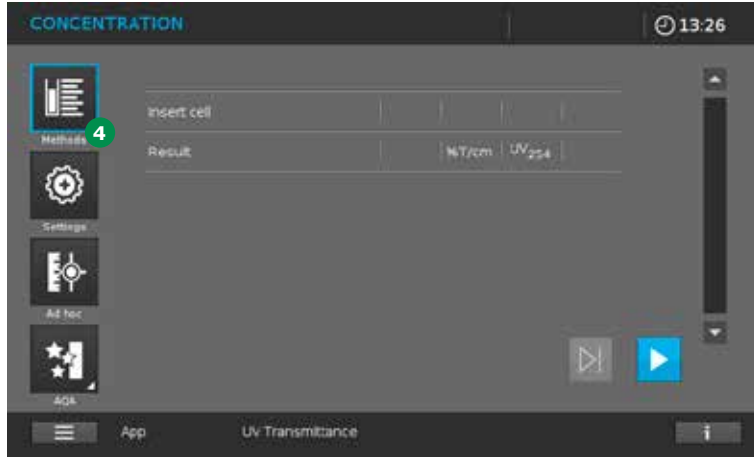 CONCENTRATION 13:26
Methods
4
Insert cell
Result %T/cm UV254
Settings
Ad hoc
AQA
App UV Transmittance i